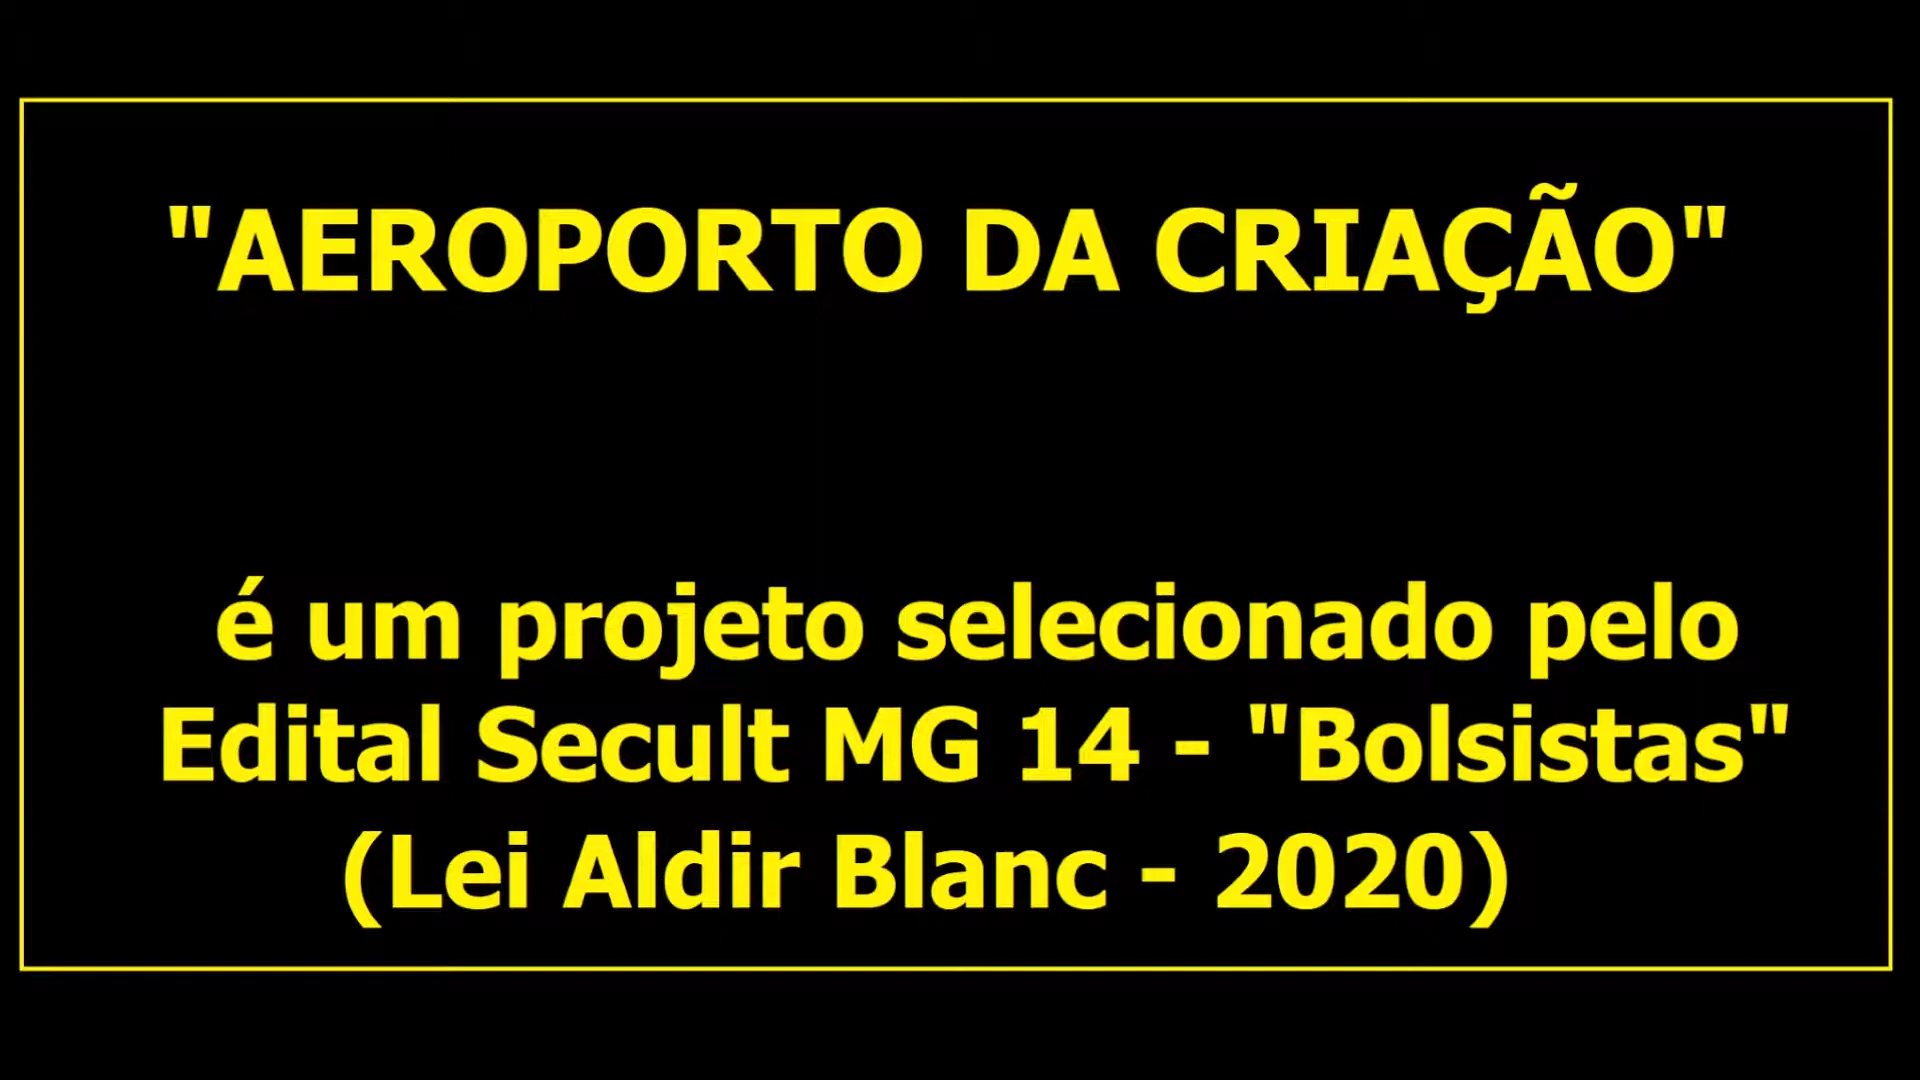 "AEROPORTO DA CRIAÇÃO"
é um projeto selecionado pelo
Edital Secult MG 14 - "Bolsistas"
(Lei Aldir Blanc - 2020)